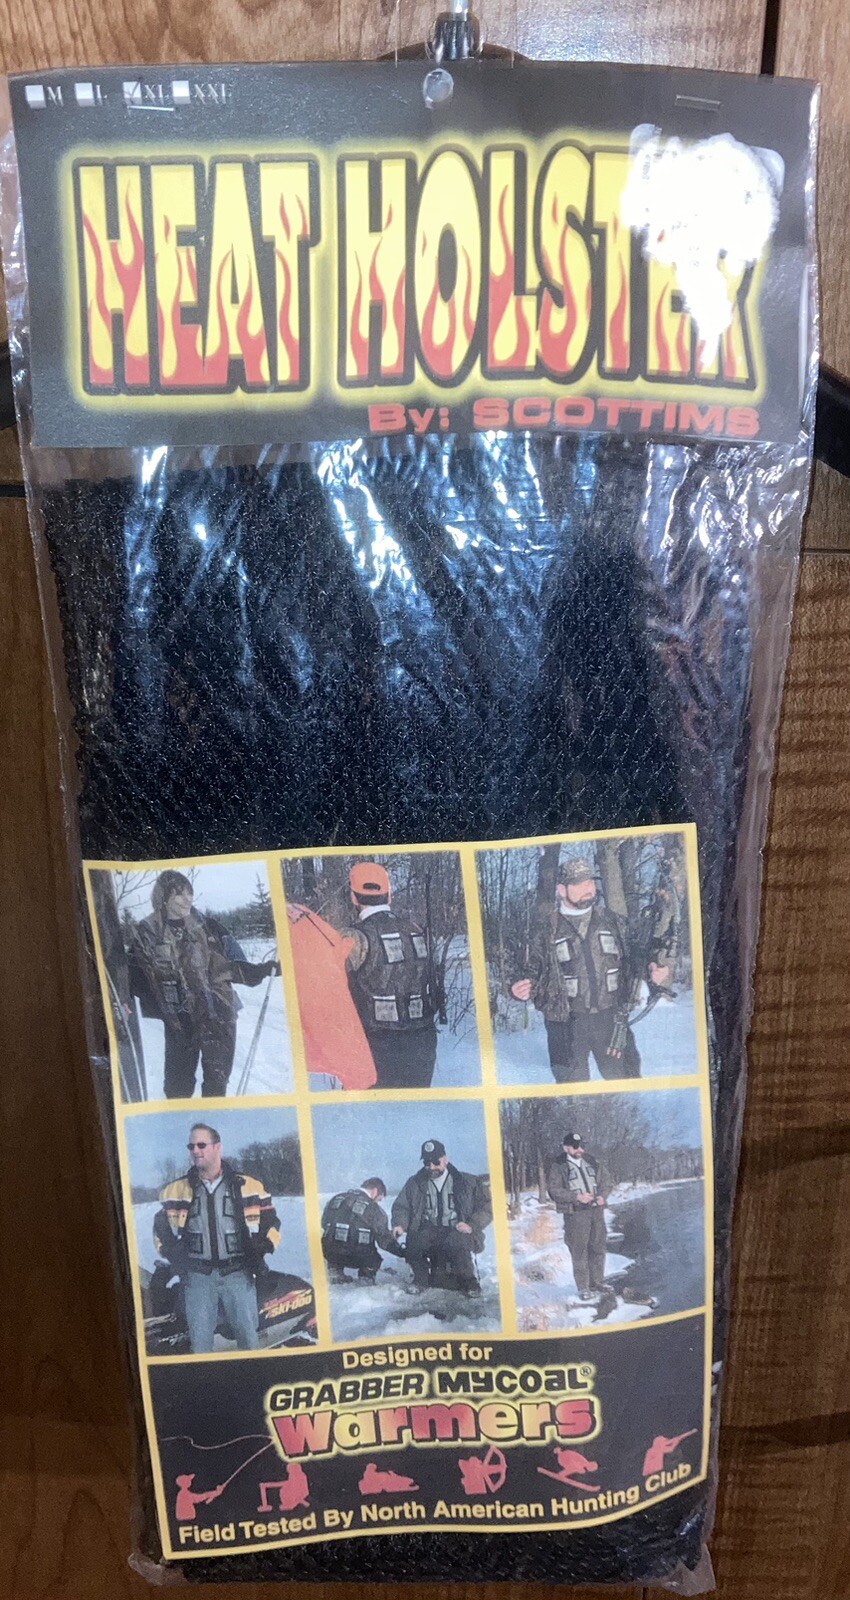 M L XL XXL
HEAT HOLSTER
By: SCOTTIMS
SKI-DOO
Designed for
GRABBER MYCOAL®
Warmers
Field Tested By North American Hunting Club